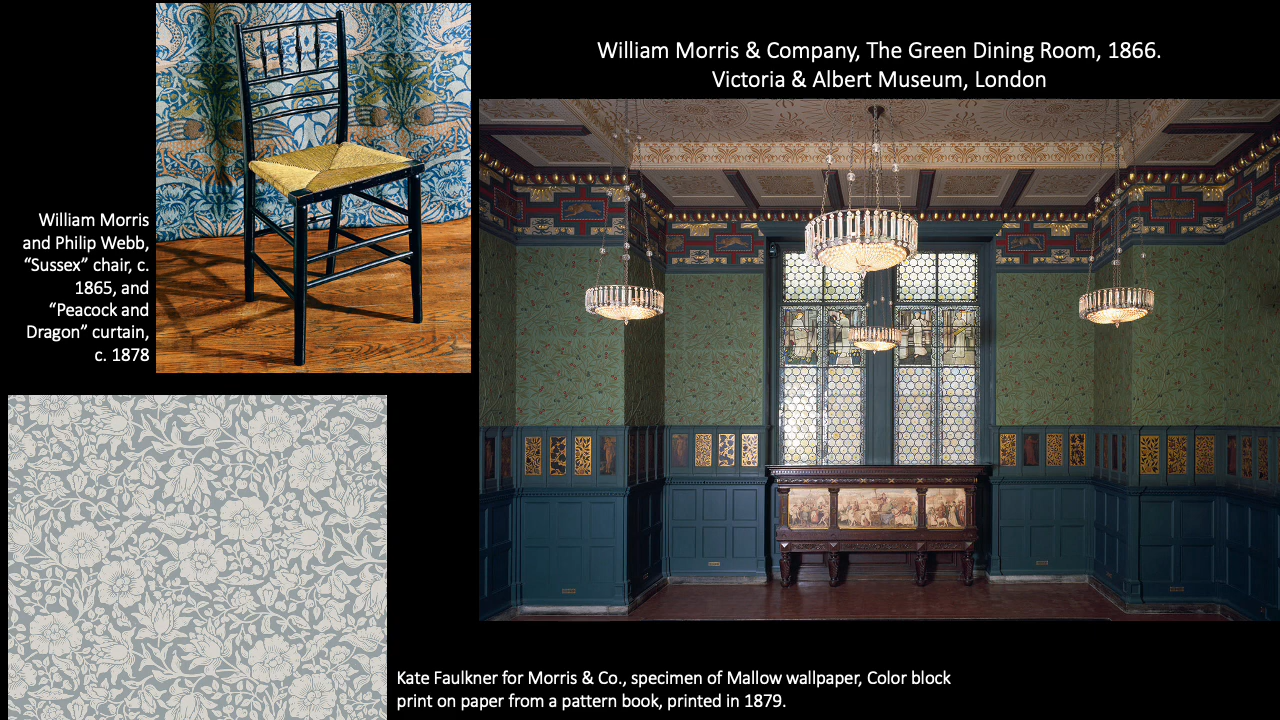 William Morris & Company, The Green Dining Room, 1866.
Victoria & Albert Museum, London
William Morris
and Philip Webb,
“Sussex” chair, c.
1865, and
“Peacock and
Dragon” curtain,
c. 1878
Kate Faulkner for Morris & Co., specimen of Mallow wallpaper, Color block
print on paper from a pattern book, printed in 1879.